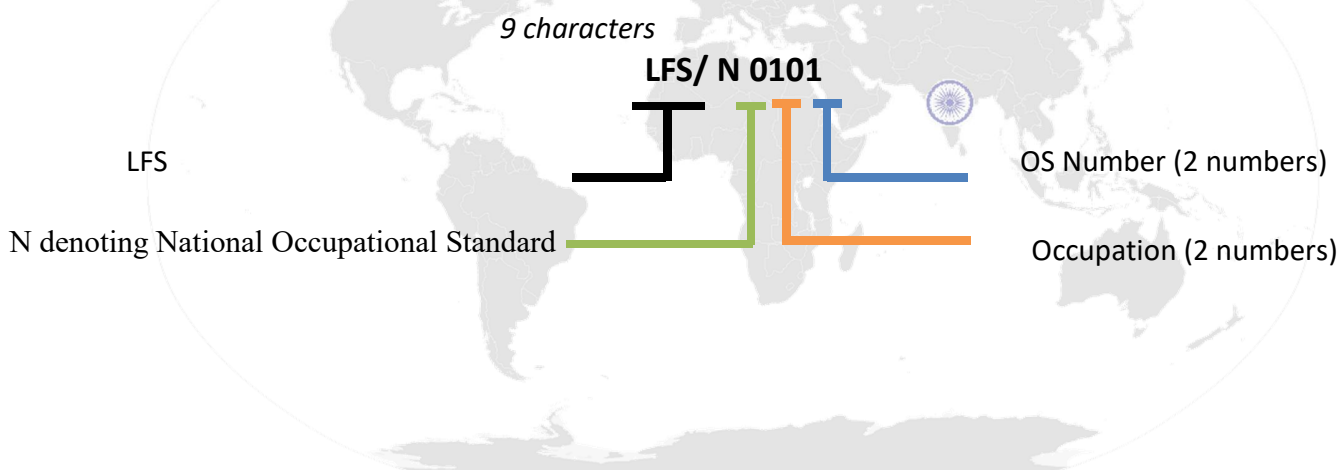 9 characters
LFS/ N 0101
LFS
OS Number (2 numbers)
N denoting National Occupational Standard
Occupation (2 numbers)